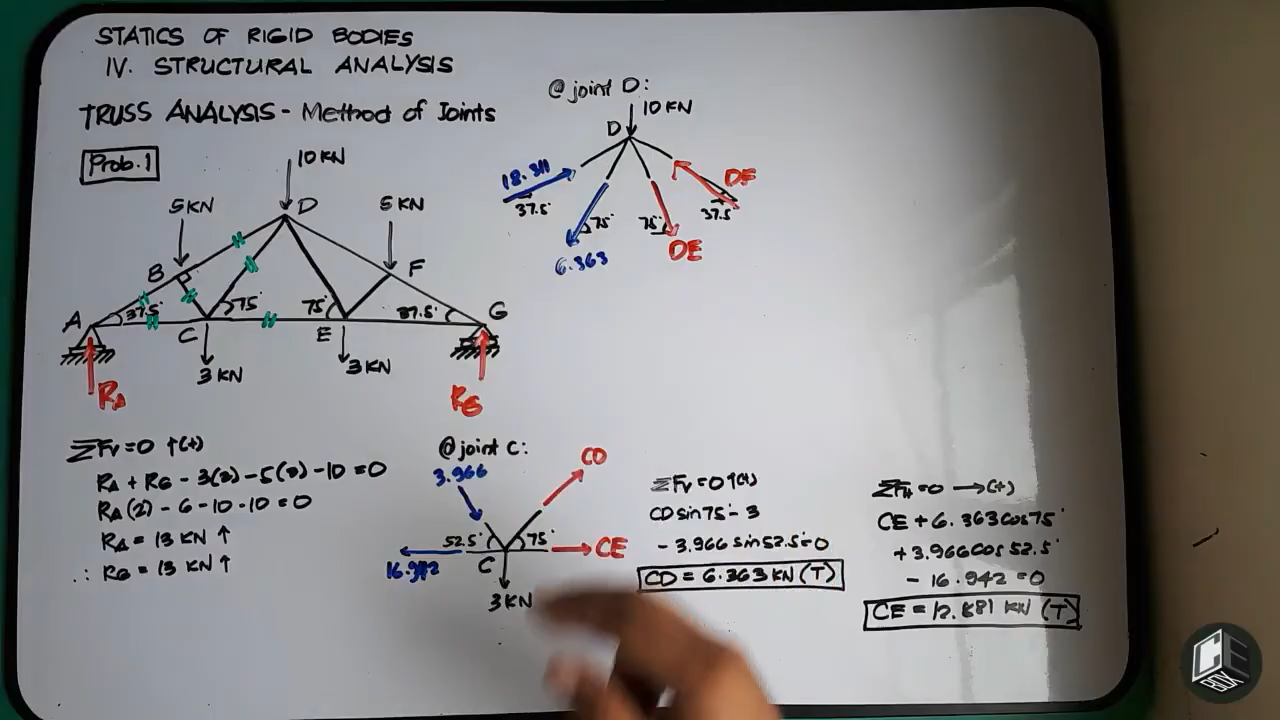 STATICS OF RIGID BODIES
IV. STRUCTURAL ANALYSIS
TRUSS ANALYSIS - Method of Joints
Prob. 1
10 KN
5 KN
5 KN
D
B
F
A
37.5°
75°
75°
37.5°
G
C
E
3 KN
3 KN
RA
RG
ΣFv=0 ↑(+)
RA + RG - 3(2) - 5(2) - 10 = 0
RA(2) - 6 - 10 - 10 = 0
RA = 13 KN ↑
∴ RG = 13 KN ↑
@ joint D:
10 KN
D
18.311
DF
37.5°
75°
75°
37.5°
6.363
DE
@ joint C:
3.966
CD
52.5°
75°
CE
16.942
C
3 KN
ΣFv=0 ↑(+)
CD sin 75° - 3
- 3.966 sin 52.5° = 0
CD = 6.363 KN (T)
ΣFH=0 →(+)
CE + 6.363 cos 75°
+ 3.966 cos 52.5°
- 16.942 = 0
CE = 12.881 KN (T)
CE
BOX